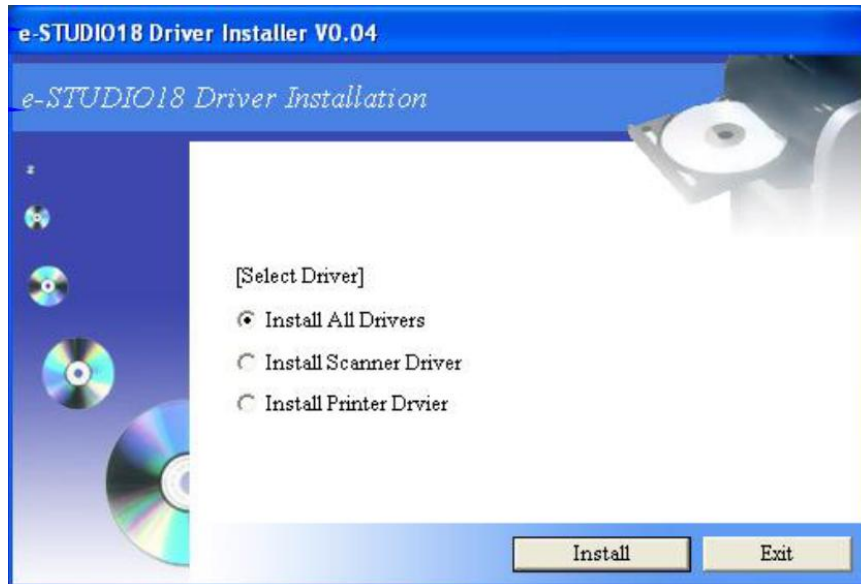 e-STUDIO18 Driver Installer V0.04
e-STUDIO18 Driver Installation
[Select Driver]
Install All Drivers
Install Scanner Driver
Install Printer Drvier
Install
Exit